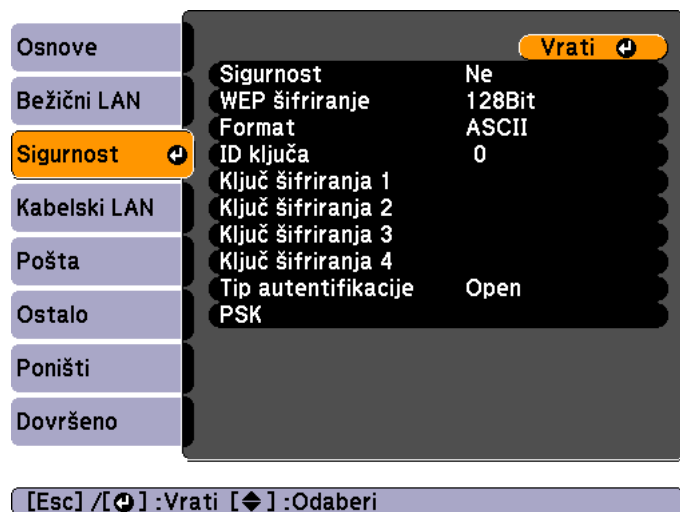 Osnove
Bežični LAN
Sigurnost
Kabelski LAN
Pošta
Ostalo
Poništi
Dovršeno
Vrati
Sigurnost Ne
WEP šifriranje 128Bit
Format ASCII
ID ključa 0
Ključ šifriranja 1
Ključ šifriranja 2
Ključ šifriranja 3
Ključ šifriranja 4
Tip autentifikacije Open
PSK
[Esc] /[⏎] :Vrati [◆] :Odaberi